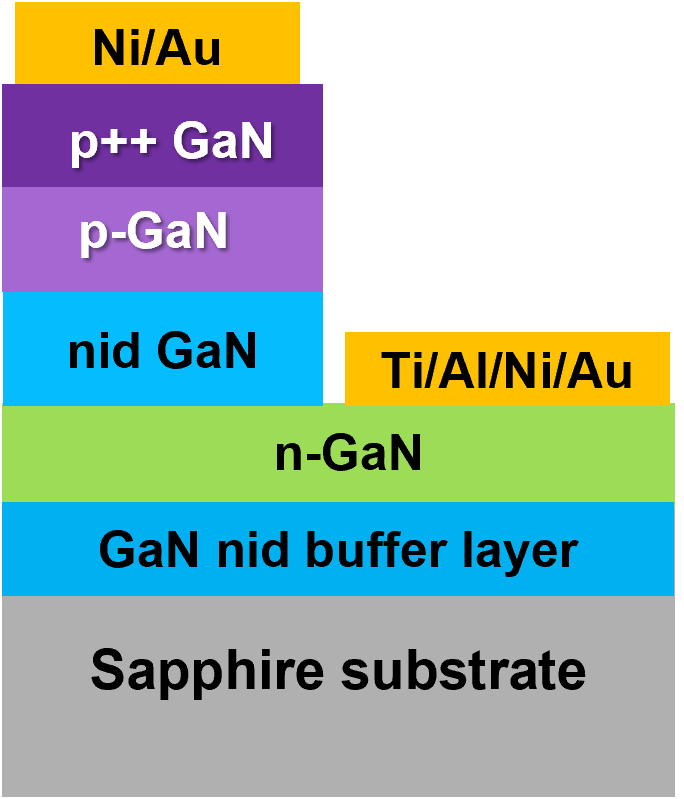 Ni/Au
p++ GaN
p-GaN
nid GaN
Ti/Al/Ni/Au
n-GaN
GaN nid buffer layer
Sapphire substrate